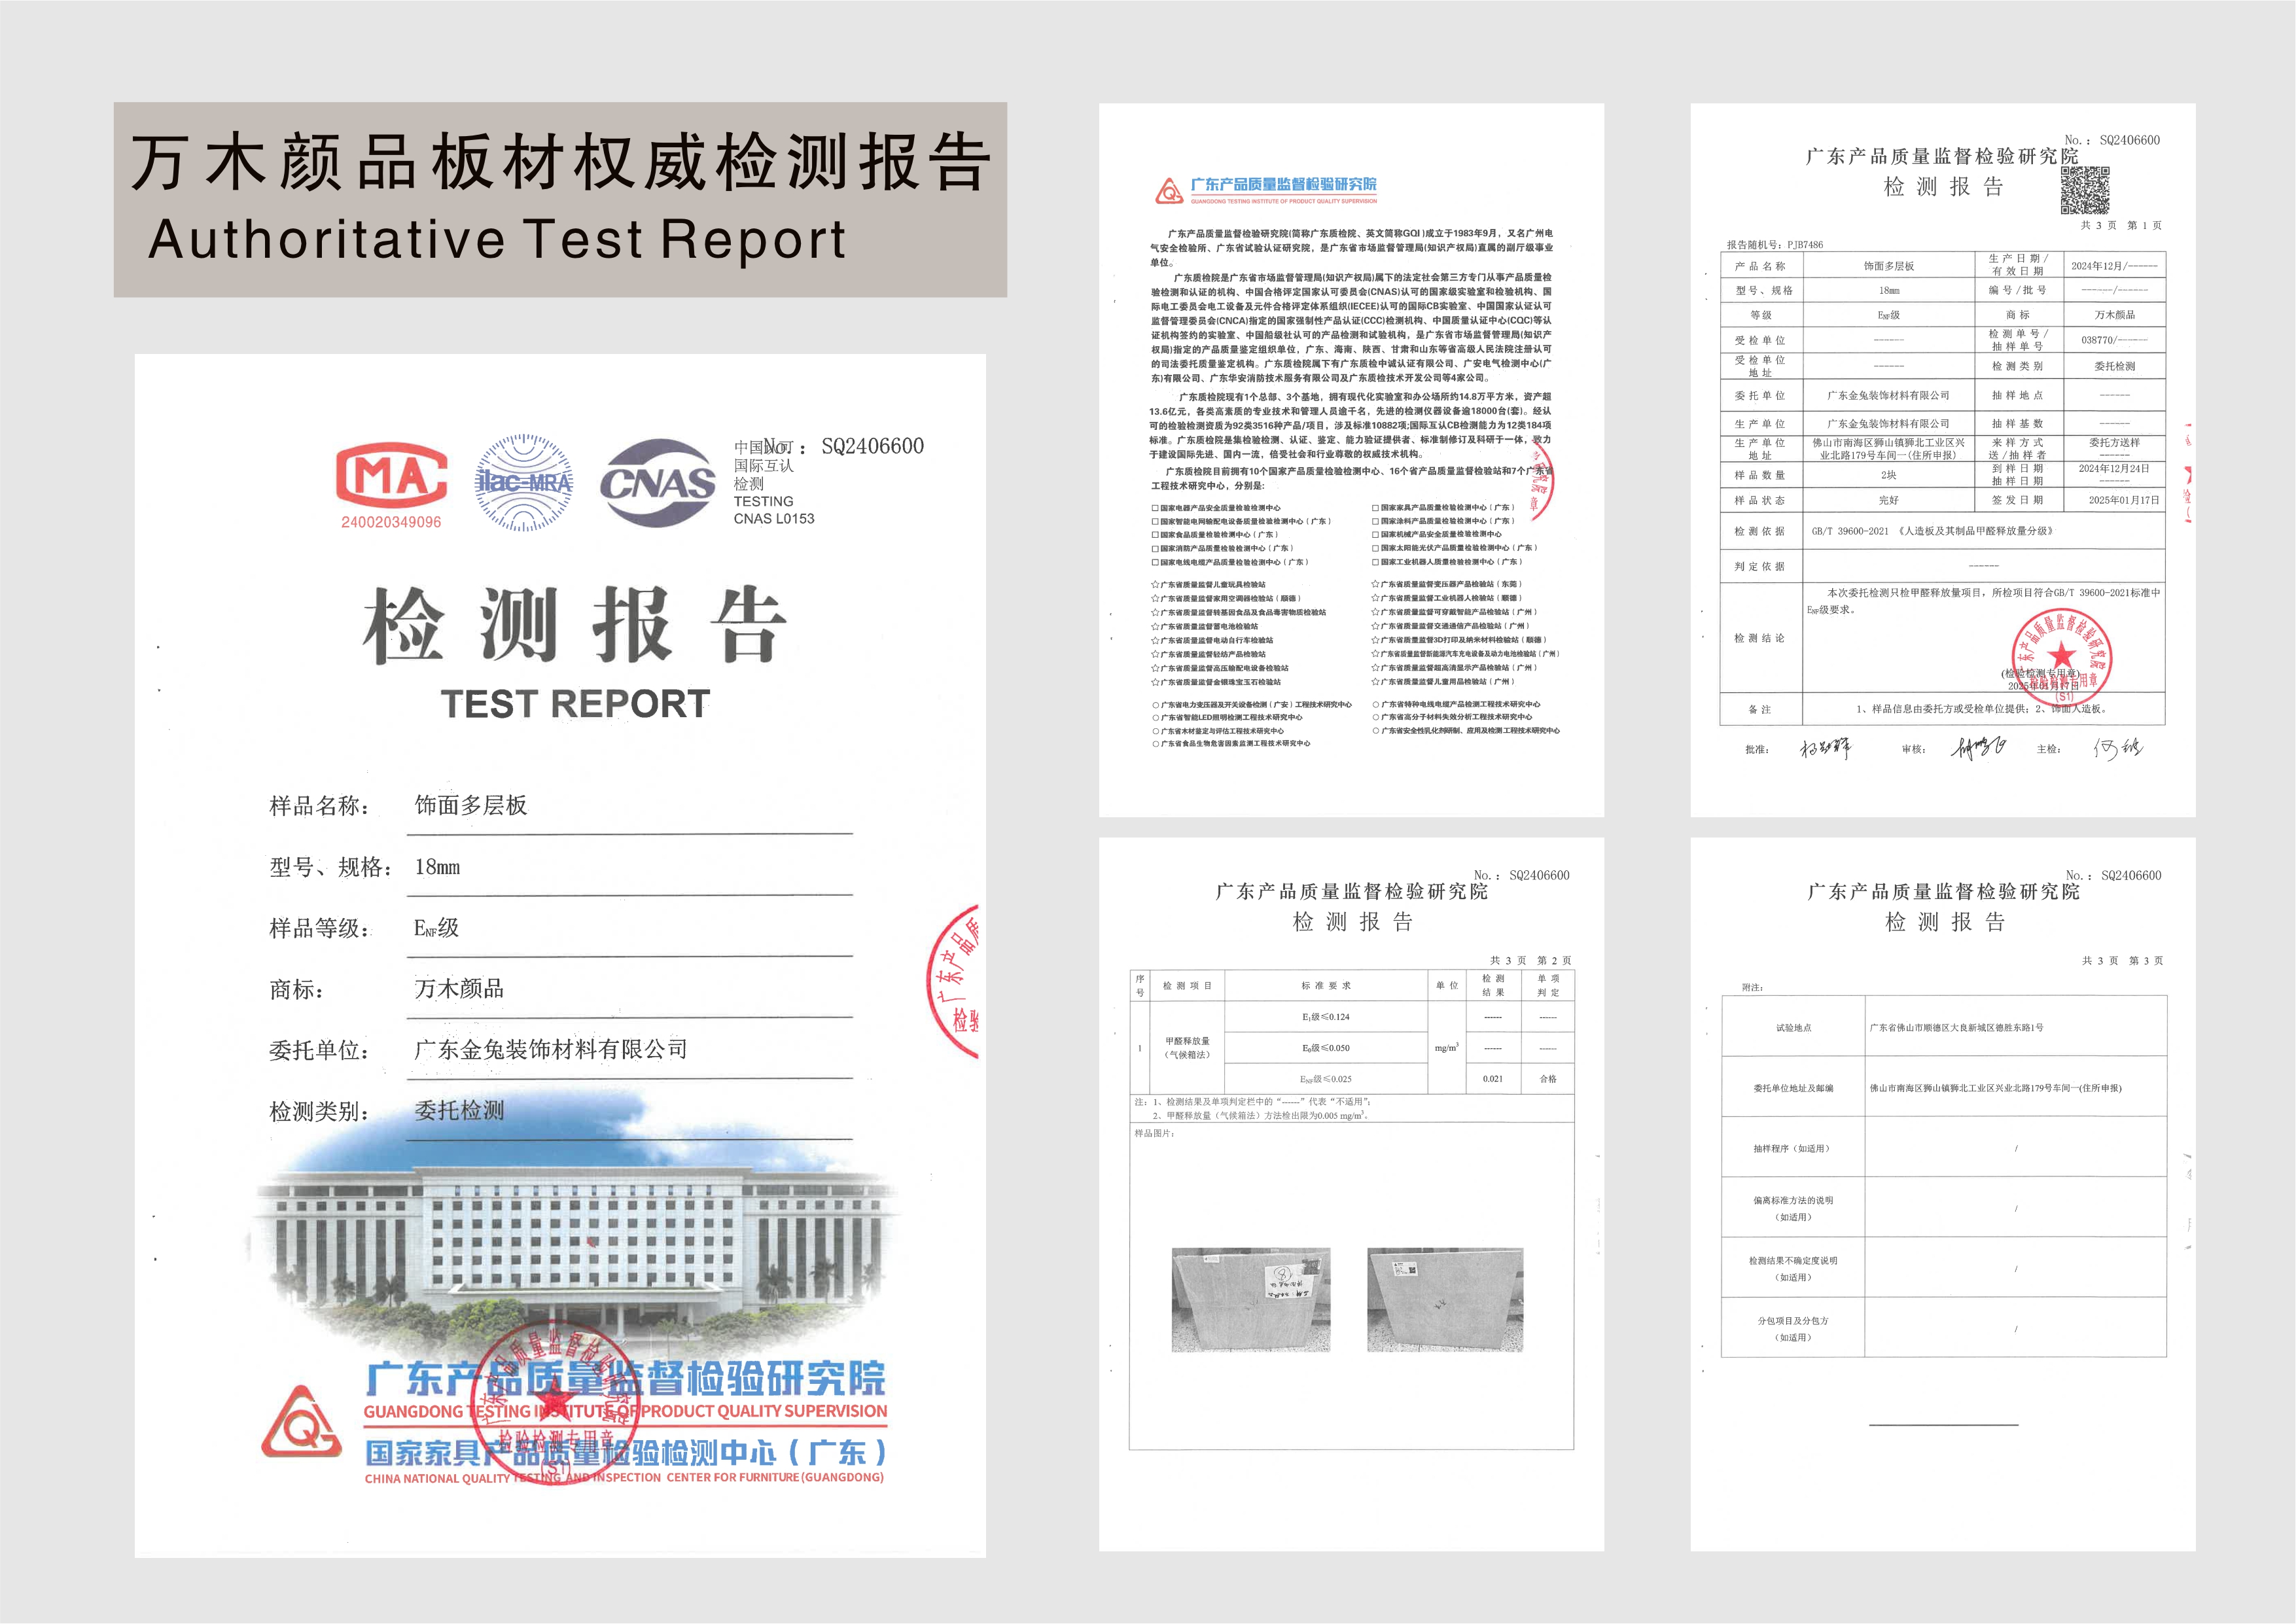 万木颜品板材权威检测报告
Authoritative Test Report
MA
240020349096
ilac-MRA
CNAS
中国认可
国际互认
检测
TESTING
CNAS L0153
No.: SQ2406600
检测报告
TEST REPORT
样品名称: 饰面多层板
型号、规格: 18mm
样品等级: ENF级
商标: 万木颜品
委托单位: 广东金兔装饰材料有限公司
检测类别: 委托检测
广东产品质量监督检验研究院
GUANGDONG TESTING INSTITUTE OF PRODUCT QUALITY SUPERVISION
国家家具产品质量检验检测中心（广东）
CHINA NATIONAL QUALITY TESTING AND INSPECTION CENTER FOR FURNITURE (GUANGDONG)
广东产品质量监督检验研究院
GUANGDONG TESTING INSTITUTE OF PRODUCT QUALITY SUPERVISION
广东产品质量监督检验研究院(简称广东质检院、英文简称GQI)成立于1983年9月，又名广州电
气安全检验所、广东省试验认证研究院，是广东省市场监督管理局(知识产权局)直属的副厅级事业
单位。
广东质检院是广东省市场监督管理局(知识产权局)属下的法定社会第三方专门从事产品质量检
验检测和认证的机构、中国合格评定国家认可委员会(CNAS)认可的国家级实验室和检验机构、国
际电工委员会电工设备及元件合格评定体系组织(IECEE)认可的国际CB实验室、中国国家认证认可
监督管理委员会(CNCA)指定的国家强制性产品认证(CCC)检测机构、中国质量认证中心(CQC)等认
证机构签约的实验室、中国船级社认可的产品检测和试验机构，是广东省市场监督管理局(知识产
权局)指定的产品质量鉴定组织单位，广东、海南、陕西、甘肃和山东等省高级人民法院注册认可
的司法委托质量鉴定机构。广东质检院属下有广东质检中诚认证有限公司、广安电气检测中心(广
东)有限公司、广东华安消防技术服务有限公司及广东质检技术开发公司等4家公司。
广东质检院现有1个总部、3个基地，拥有现代化实验室和办公场所约14.8万平方米，资产超
13.6亿元，各类高素质的专业技术和管理人员逾千名，先进的检测仪器设备逾18000台(套)。经认
可的检验检测资质为92类3516种产品/项目，涉及标准10882项;国际互认CB检测能力为12类184项
标准。广东质检院是集检验检测、认证、鉴定、能力验证提供者、标准制修订及科研于一体，致力
于建设国际先进、国内一流，倍受社会和行业尊敬的权威技术机构。
广东质检院目前拥有10个国家产品质量检验检测中心、16个省产品质量监督检验站和7个广东省
工程技术研究中心，分别是:
□国家电器产品安全质量检验检测中心 □国家家具产品质量检验检测中心（广东）
□国家智能电网输配电设备质量检验检测中心（广东） □国家涂料产品质量检验检测中心（广东）
□国家食品质量检验检测中心（广东） □国家机械产品安全质量检验检测中心
□国家消防产品质量检验检测中心（广东） □国家太阳能光伏产品质量检验检测中心（广东）
□国家电线电缆产品质量检验检测中心（广东） □国家工业机器人质量检验检测中心（广东）
☆广东省质量监督儿童玩具检验站 ☆广东省质量监督变压器产品检验站（东莞）
☆广东省质量监督家用空调器检验站（顺德） ☆广东省质量监督工业机器人检验站（顺德）
☆广东省质量监督转基因食品及食品毒害物质检验站 ☆广东省质量监督可穿戴智能产品检验站（广州）
☆广东省质量监督蓄电池检验站 ☆广东省质量监督交通通信产品检验站（广州）
☆广东省质量监督电动自行车检验站 ☆广东省质量监督3D打印及纳米材料检验站（顺德）
☆广东省质量监督轻纺产品检验站 ☆广东省质量监督新能源汽车充电设备及动力电池检验站（广州）
☆广东省质量监督高压输配电设备检验站 ☆广东省质量监督超高清显示产品检验站（广州）
☆广东省质量监督金银珠宝玉石检验站 ☆广东省质量监督儿童用品检验站（广州）
○广东省电力变压器及开关设备检测（广安）工程技术研究中心 ○广东省特种电线电缆产品检测工程技术研究中心
○广东省智能LED照明检测工程技术研究中心 ○广东省高分子材料失效分析工程技术研究中心
○广东省木材鉴定与评估工程技术研究中心 ○广东省安全性乳化剂研制、应用及检测工程技术研究中心
○广东省食品生物危害因素监测工程技术研究中心
No.: SQ2406600
广东产品质量监督检验研究院
检测报告
共 3 页 第 1 页
报告随机号: PJB7486
产品名称 饰面多层板 生产日期/有效日期 2024年12月/------
型号、规格 18mm 编号/批号 ------/------
等级 ENF级 商标 万木颜品
受检单位 ------ 检测单号/抽样单号 038770/------
受检单位地址 ------ 检测类别 委托检测
委托单位 广东金兔装饰材料有限公司 抽样地点 ------
生产单位 广东金兔装饰材料有限公司 抽样基数 ------
生产单位地址 佛山市南海区狮山镇狮北工业区兴业北路179号车间一(住所申报) 来样方式 委托方送样
送/抽样者 ------
样品数量 2块 到样日期 2024年12月24日
抽样日期 ------
样品状态 完好 签发日期 2025年01月17日
检测依据 GB/T 39600-2021 《人造板及其制品甲醛释放量分级》
判定依据 ------
检测结论 本次委托检测只检甲醛释放量项目，所检项目符合GB/T 39600-2021标准中
ENF级要求。
(检验检测专用章)
2025年01月17日
广东产品质量监督检验研究院
检验检测专用章
(S1)
备注 1、样品信息由委托方或受检单位提供; 2、饰面人造板。
批准: 审核: 主检:
No.: SQ2406600
广东产品质量监督检验研究院
检测报告
共 3 页 第 2 页
序号 检测项目 标准要求 单位 检测结果 单项判定
1 甲醛释放量（气候箱法） E1级≤0.124 mg/m³ ------ ------
E0级≤0.050 ------ ------
ENF级≤0.025 0.021 合格
注: 1、检测结果及单项判定栏中的“------”代表“不适用”;
2、甲醛释放量（气候箱法）方法检出限为0.005 mg/m³。
样品图片:
No.: SQ2406600
广东产品质量监督检验研究院
检测报告
共 3 页 第 3 页
附注:
试验地点 广东省佛山市顺德区大良新城区德胜东路1号
委托单位地址及邮编 佛山市南海区狮山镇狮北工业区兴业北路179号车间一(住所申报)
抽样程序（如适用） /
偏离标准方法的说明（如适用） /
检测结果不确定度说明（如适用） /
分包项目及分包方（如适用） /